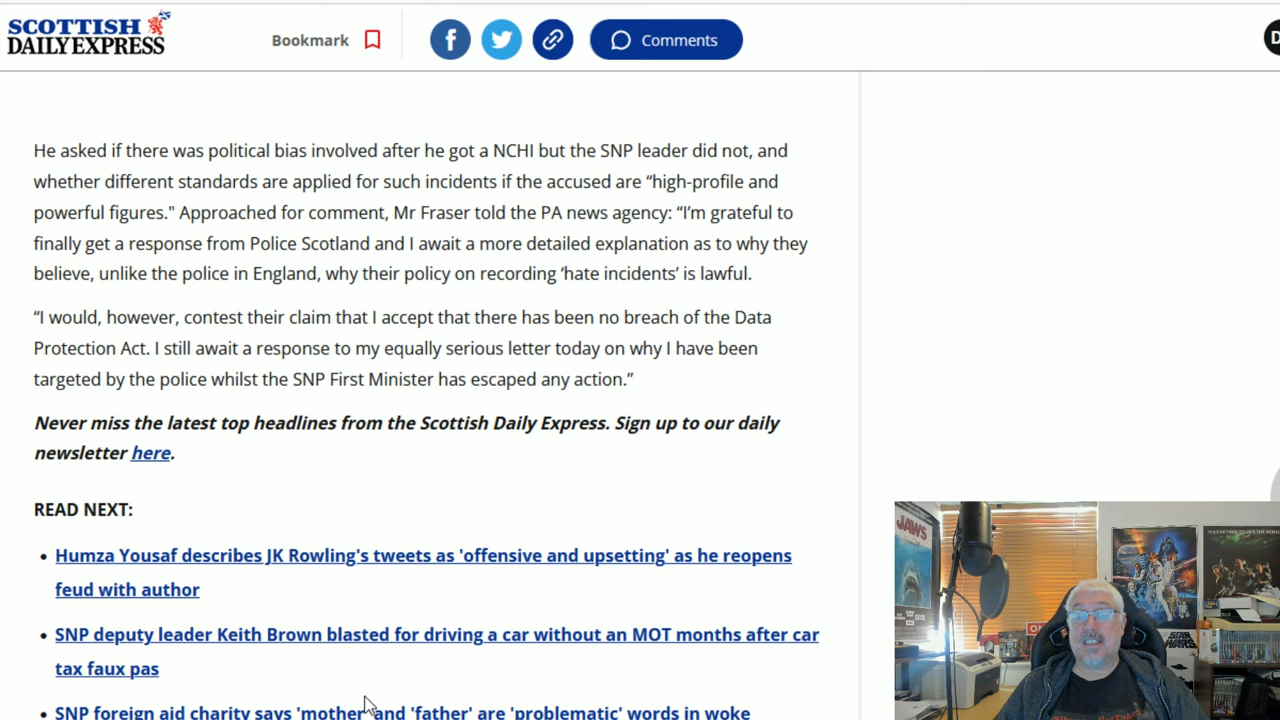 SCOTTISH
DAILY EXPRESS
Bookmark
Comments
D
He asked if there was political bias involved after he got a NCHI but the SNP leader did not, and
whether different standards are applied for such incidents if the accused are “high-profile and
powerful figures." Approached for comment, Mr Fraser told the PA news agency: “I’m grateful to
finally get a response from Police Scotland and I await a more detailed explanation as to why they
believe, unlike the police in England, why their policy on recording ‘hate incidents’ is lawful.
“I would, however, contest their claim that I accept that there has been no breach of the Data
Protection Act. I still await a response to my equally serious letter today on why I have been
targeted by the police whilst the SNP First Minister has escaped any action.”
Never miss the latest top headlines from the Scottish Daily Express. Sign up to our daily
newsletter here.
READ NEXT:
• Humza Yousaf describes JK Rowling's tweets as 'offensive and upsetting' as he reopens
feud with author
• SNP deputy leader Keith Brown blasted for driving a car without an MOT months after car
tax faux pas
• SNP foreign aid charity says 'mother' and 'father' are 'problematic' words in woke
JAWS
STAR
WARS